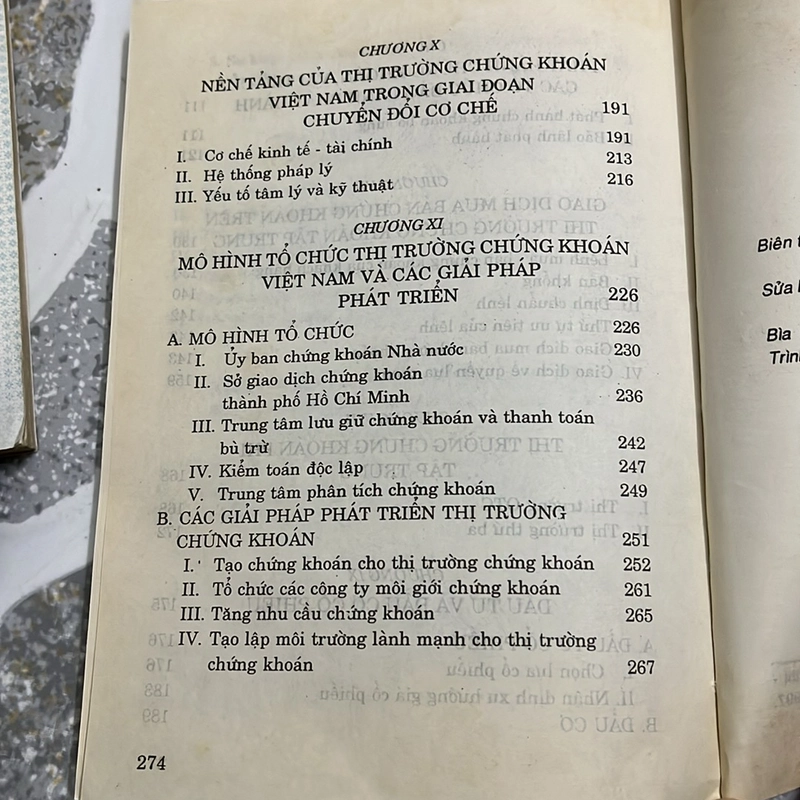 CHƯƠNG X
NỀN TẢNG CỦA THỊ TRƯỜNG CHỨNG KHOÁN
VIỆT NAM TRONG GIAI ĐOẠN
CHUYỂN ĐỔI CƠ CHẾ 191
I. Cơ chế kinh tế - tài chính 191
II. Hệ thống pháp lý 213
III. Yếu tố tâm lý và kỹ thuật 216
CHƯƠNG XI
MÔ HÌNH TỔ CHỨC THỊ TRƯỜNG CHỨNG KHOÁN
VIỆT NAM VÀ CÁC GIẢI PHÁP
PHÁT TRIỂN 226
A. MÔ HÌNH TỔ CHỨC 226
I. Ủy ban chứng khoán Nhà nước 230
II. Sở giao dịch chứng khoán
thành phố Hồ Chí Minh 236
III. Trung tâm lưu giữ chứng khoán và thanh toán
bù trừ 242
IV. Kiểm toán độc lập 247
V. Trung tâm phân tích chứng khoán 249
B. CÁC GIẢI PHÁP PHÁT TRIỂN THỊ TRƯỜNG
CHỨNG KHOÁN 251
I. Tạo chứng khoán cho thị trường chứng khoán 252
II. Tổ chức các công ty môi giới chứng khoán 261
III. Tăng nhu cầu chứng khoán 265
IV. Tạo lập môi trường lành mạnh cho thị trường
chứng khoán 267
274
Biên
Sửa
Bìa